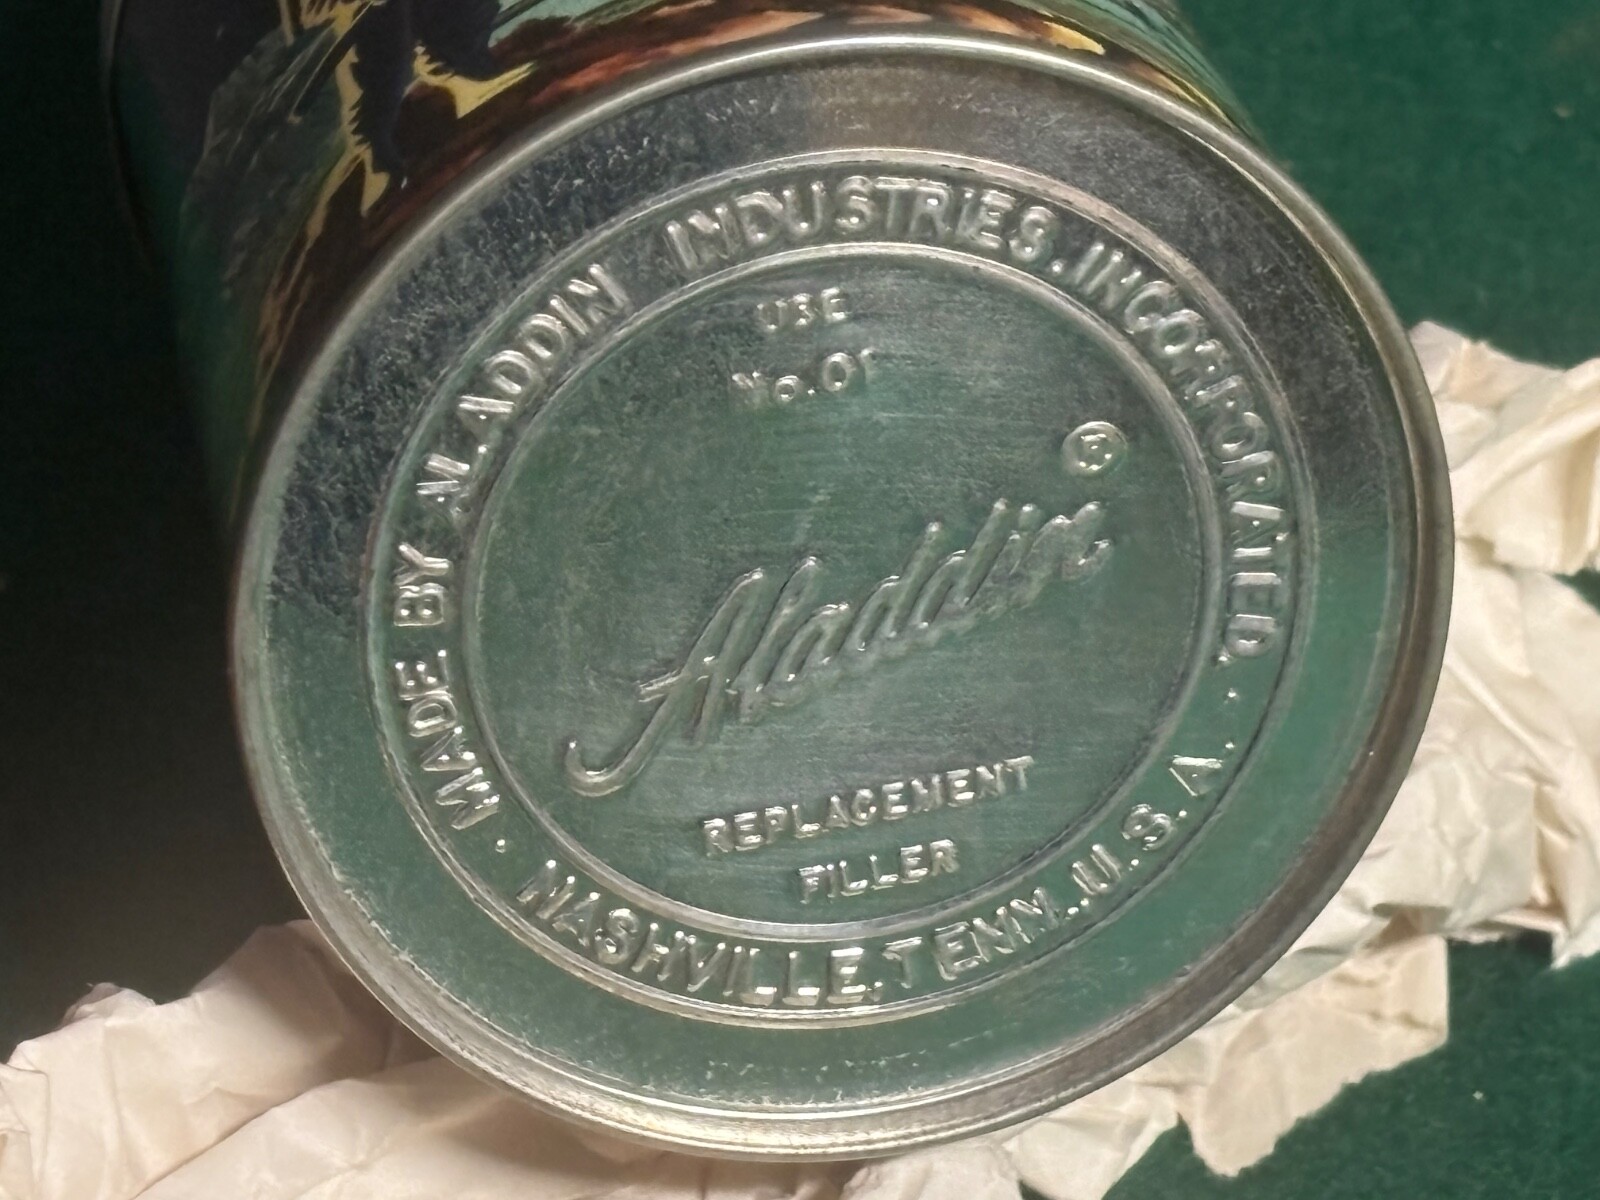 MADE BY ALADDIN INDUSTRIES. INCORPORATED.
USE
No.01
®
Aladdin
REPLACEMENT
FILLER
· NASHVILLE, TENN., U.S.A. ·